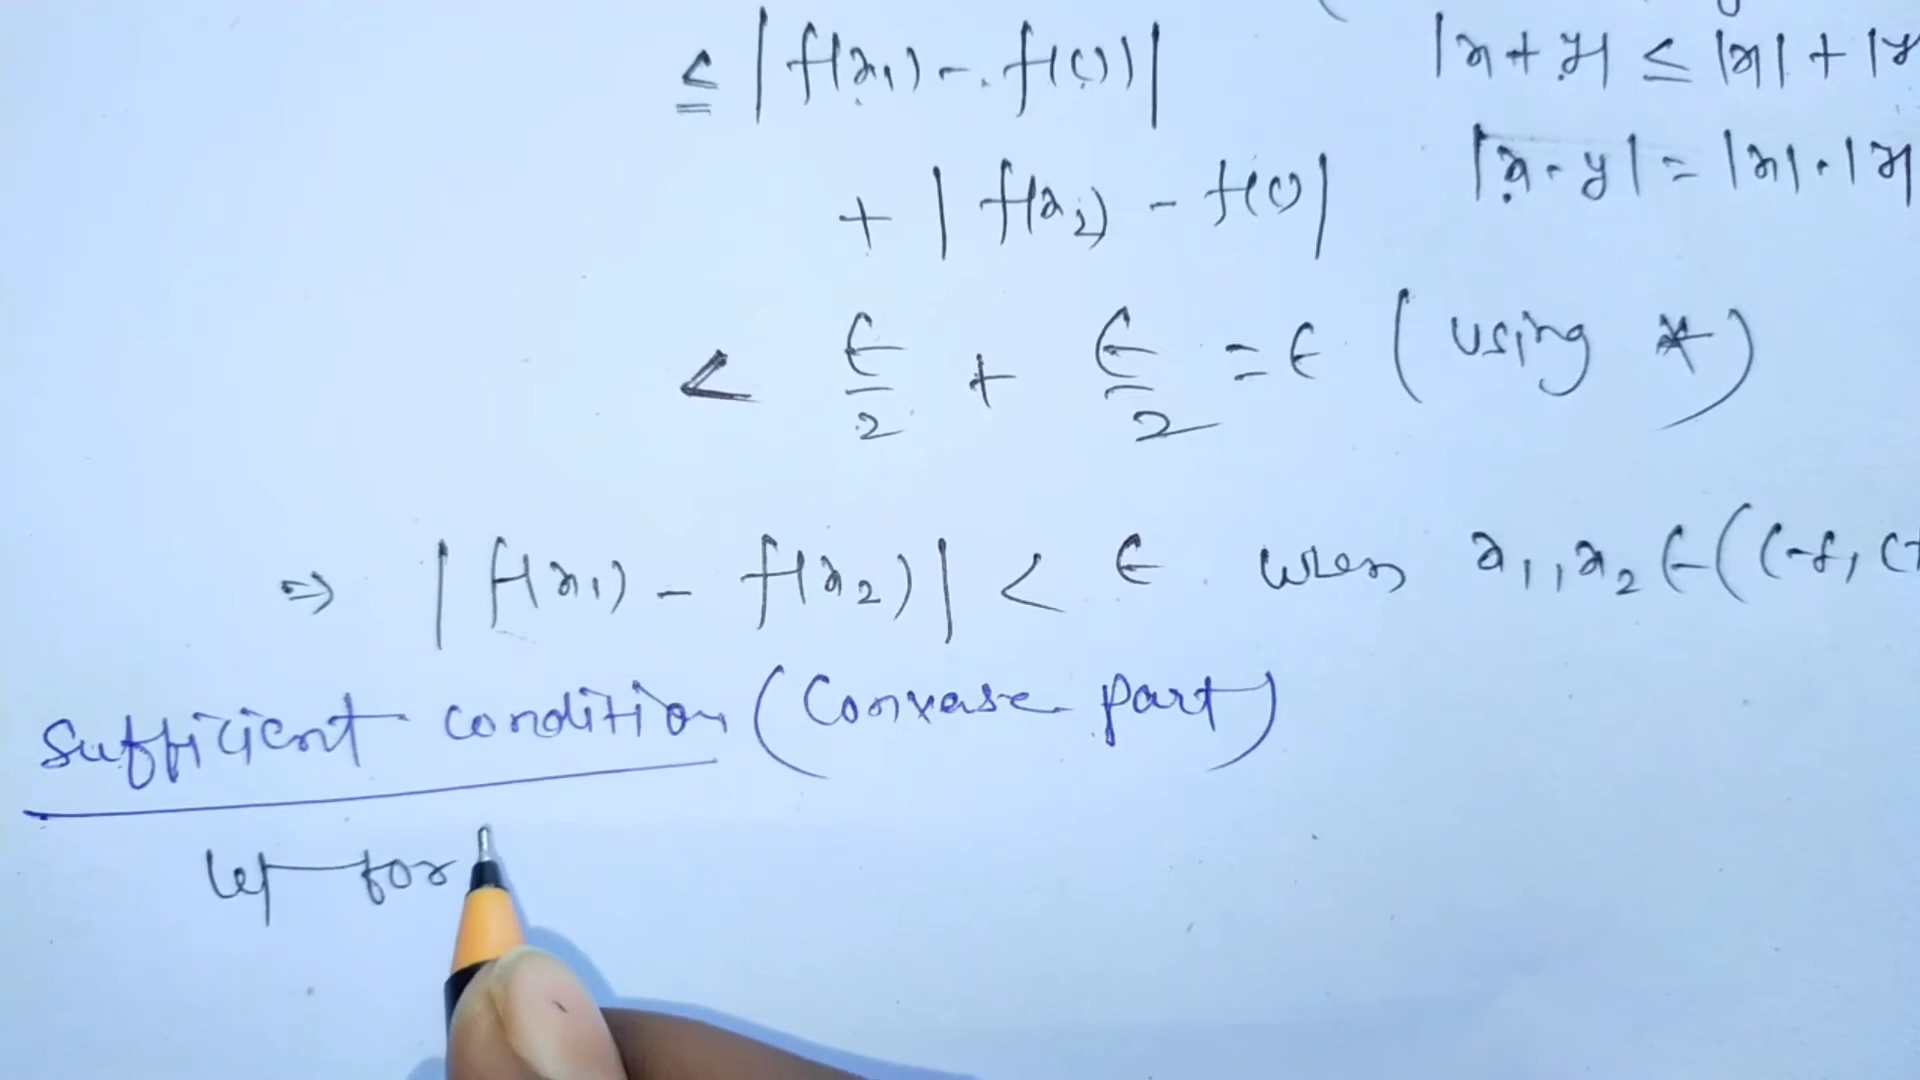 ≤ |f(x₁) - f(c)|
|x + y| ≤ |x| + |y
+ |f(x₂) - f(c)|
|x · y| = |x| · |y|
< ϵ/2 + ϵ/2 = ϵ (using *)
⇒ |f(x₁) - f(x₂)| < ϵ when x₁, x₂ ∈ (c-δ, c+
Sufficient condition (Converse part)
let for